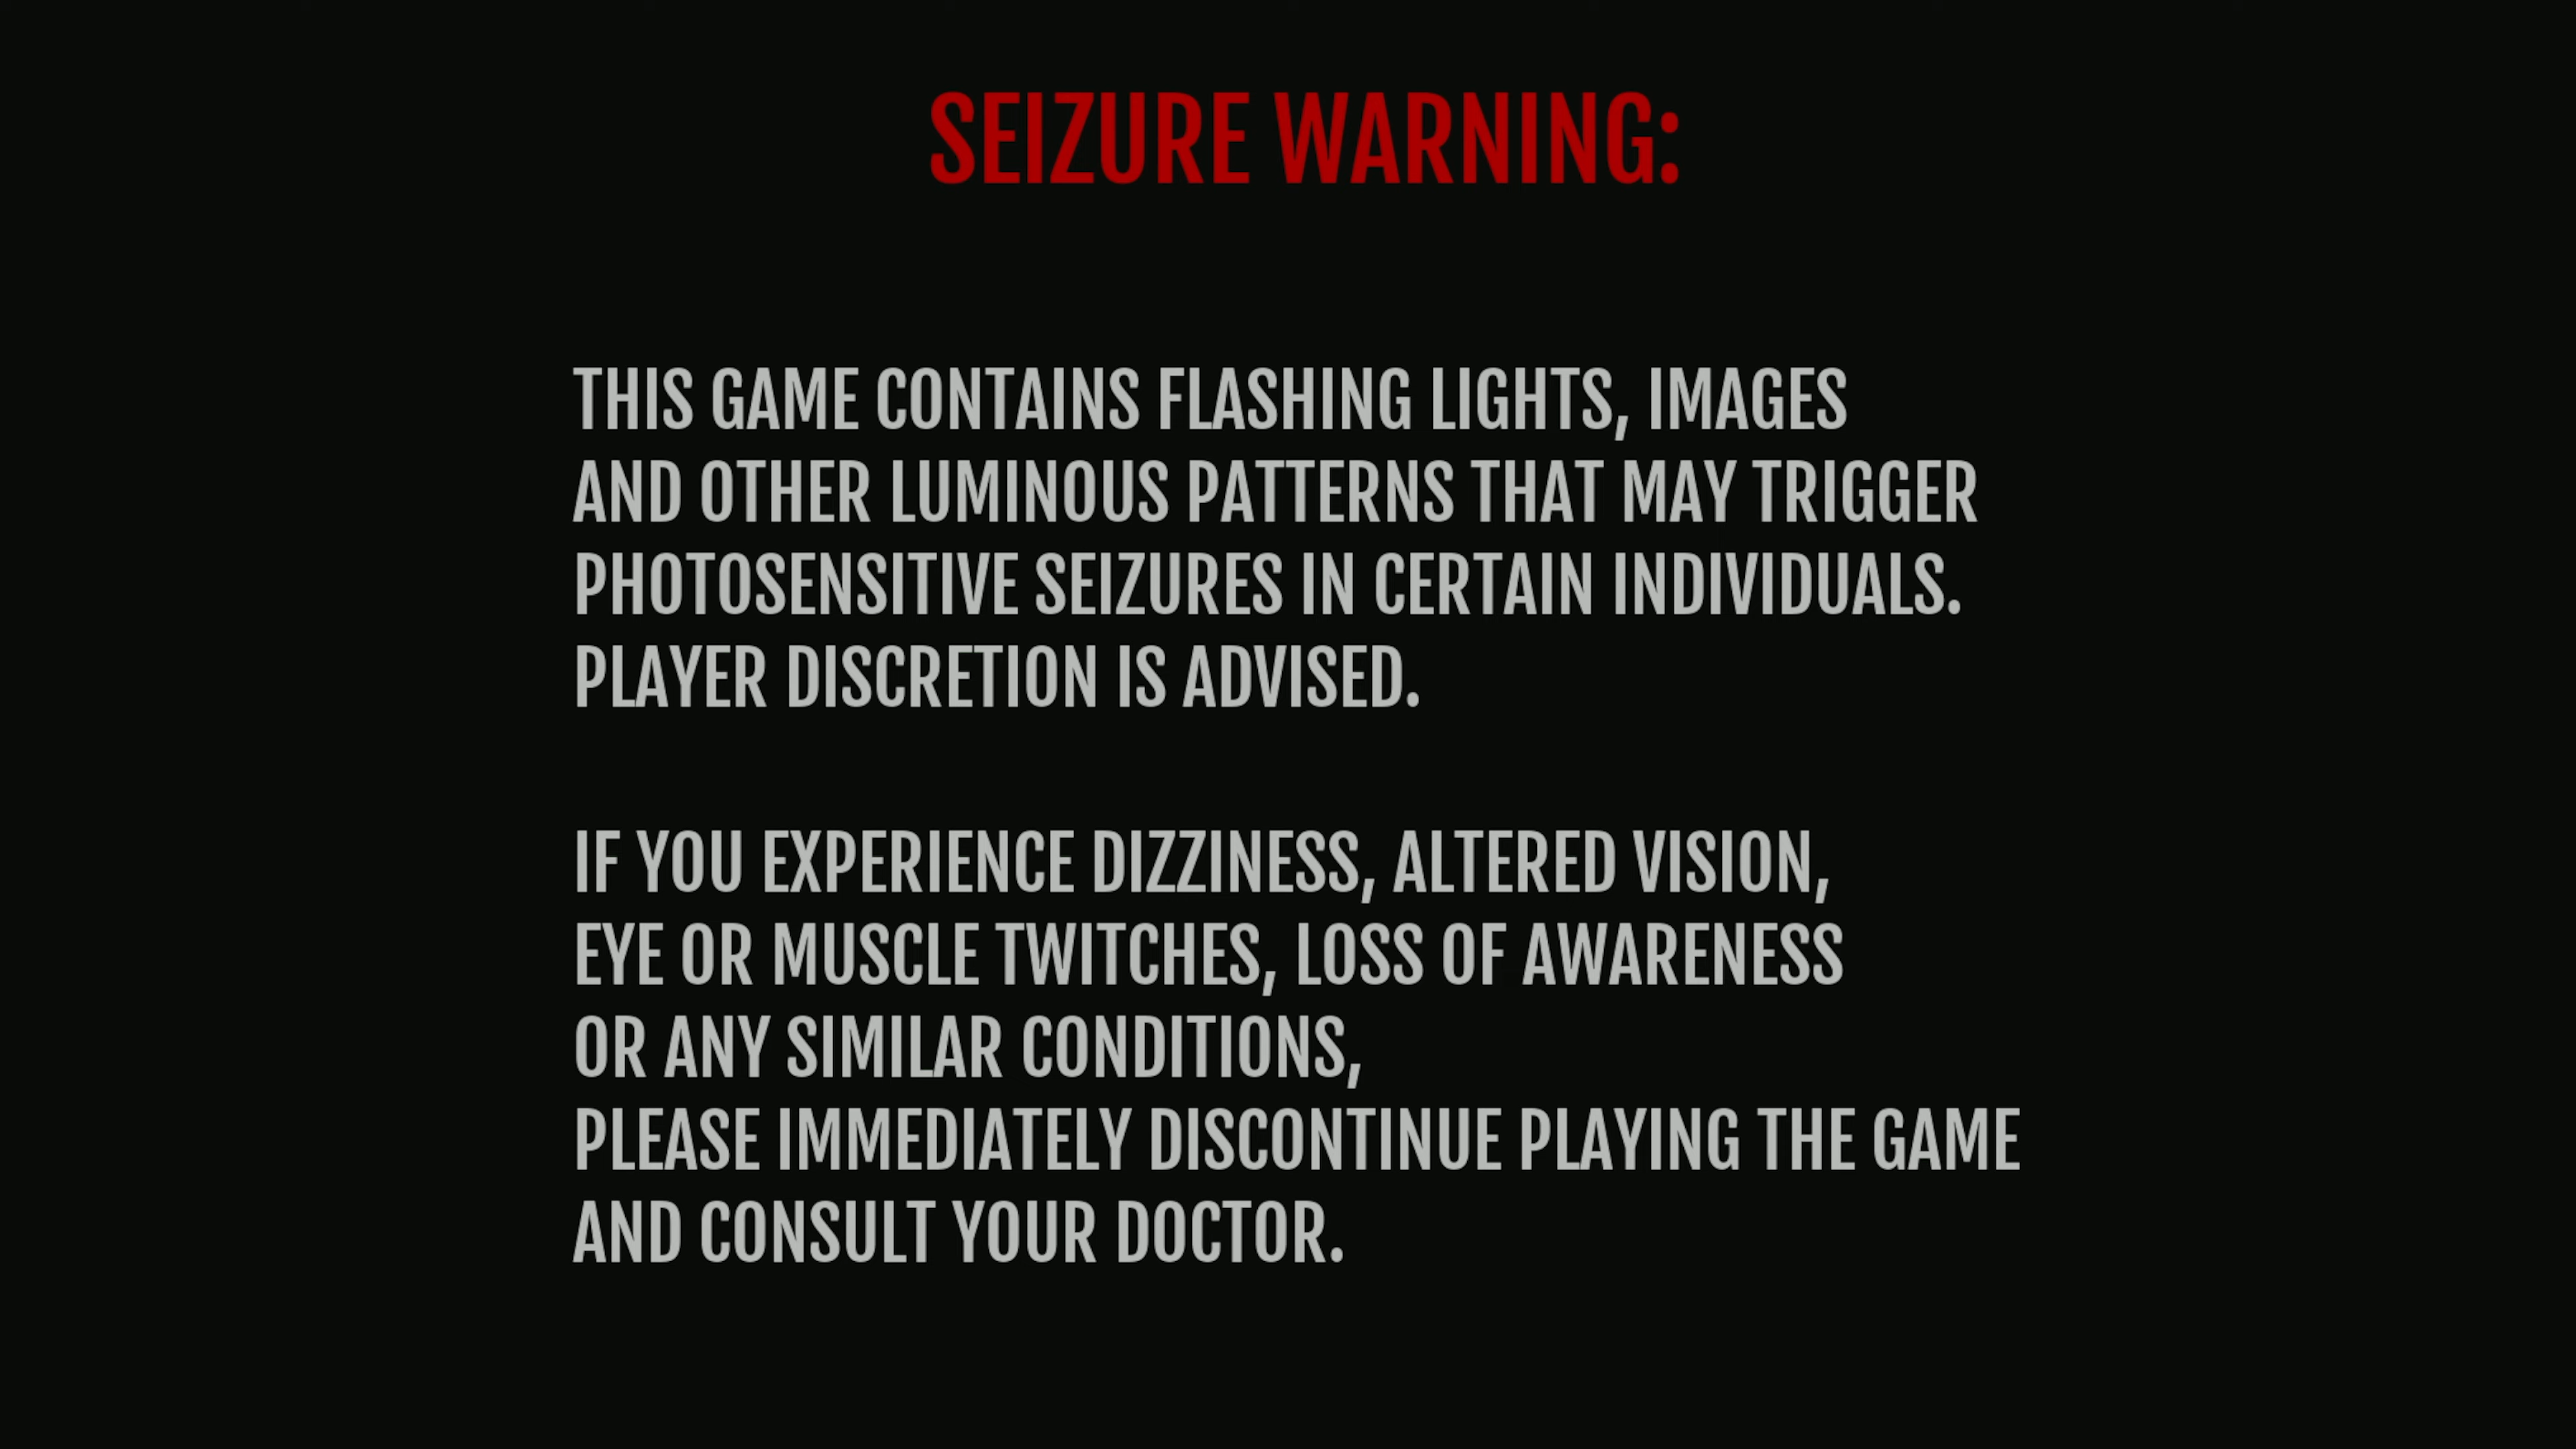 SEIZURE WARNING:
THIS GAME CONTAINS FLASHING LIGHTS, IMAGES
AND OTHER LUMINOUS PATTERNS THAT MAY TRIGGER
PHOTOSENSITIVE SEIZURES IN CERTAIN INDIVIDUALS.
PLAYER DISCRETION IS ADVISED.
IF YOU EXPERIENCE DIZZINESS, ALTERED VISION,
EYE OR MUSCLE TWITCHES, LOSS OF AWARENESS
OR ANY SIMILAR CONDITIONS,
PLEASE IMMEDIATELY DISCONTINUE PLAYING THE GAME
AND CONSULT YOUR DOCTOR.